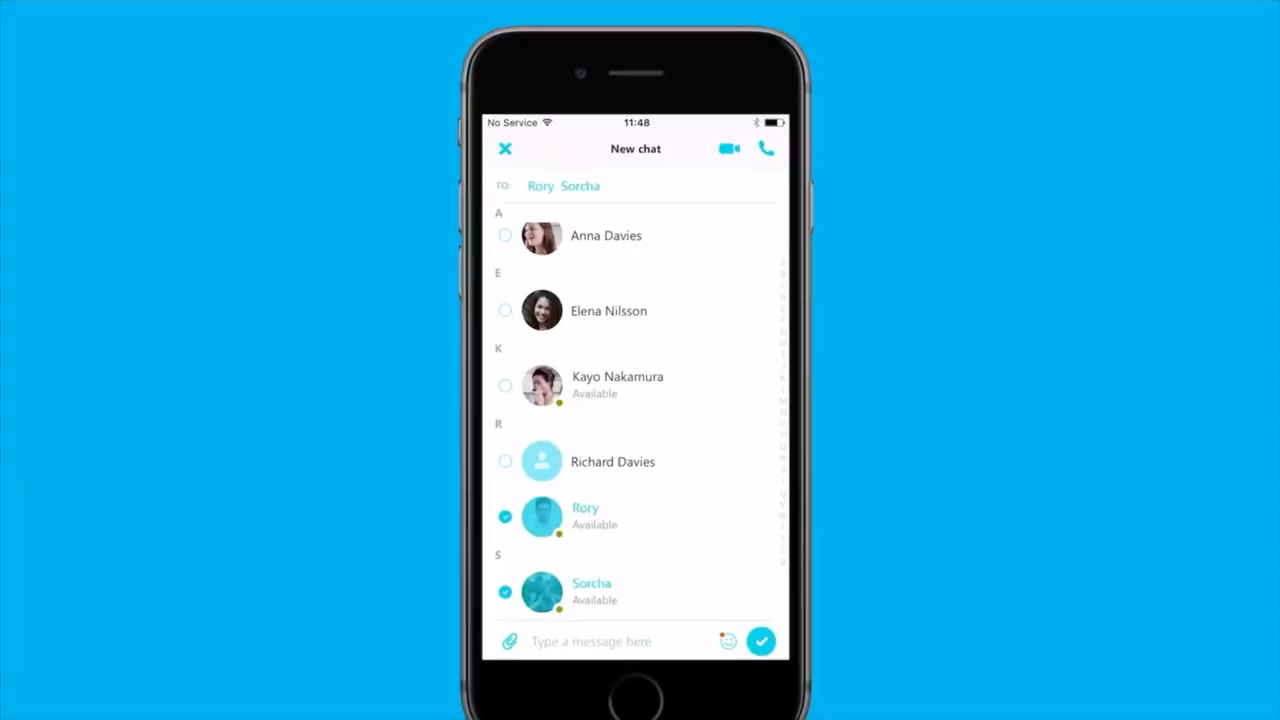 No Service 11:48
New chat
TO: Rory Sorcha
A
Anna Davies
E
Elena Nilsson
K
Kayo Nakamura
Available
R
Richard Davies
Rory
Available
S
Sorcha
Available
Type a message here